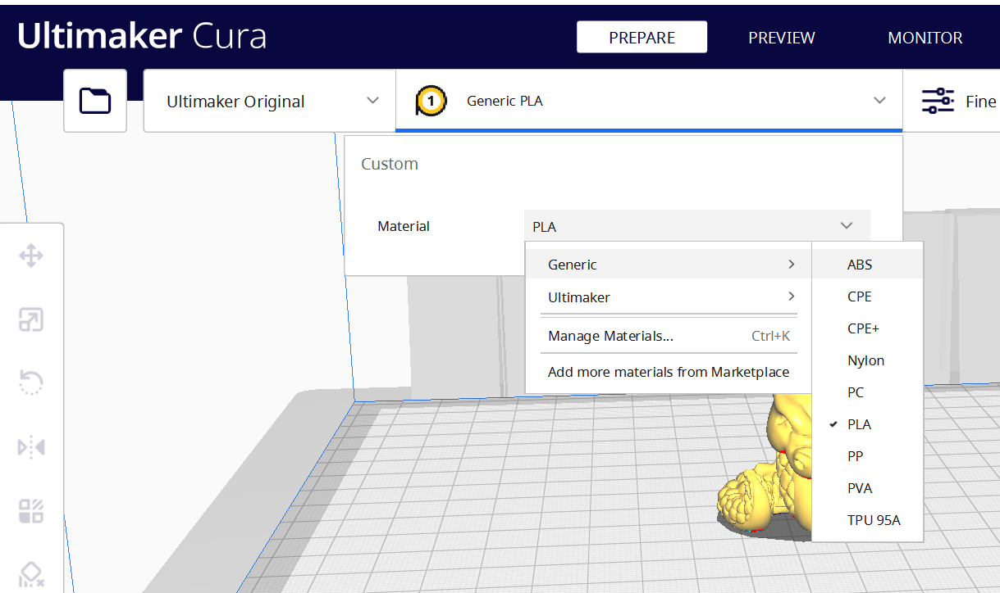 Ultimaker Cura
PREPARE
PREVIEW
MONITOR
Ultimaker Original
1
Generic PLA
Fine
Custom
Material
PLA
Generic
Ultimaker
Manage Materials... Ctrl+K
Add more materials from Marketplace
ABS
CPE
CPE+
Nylon
PC
PLA
PP
PVA
TPU 95A